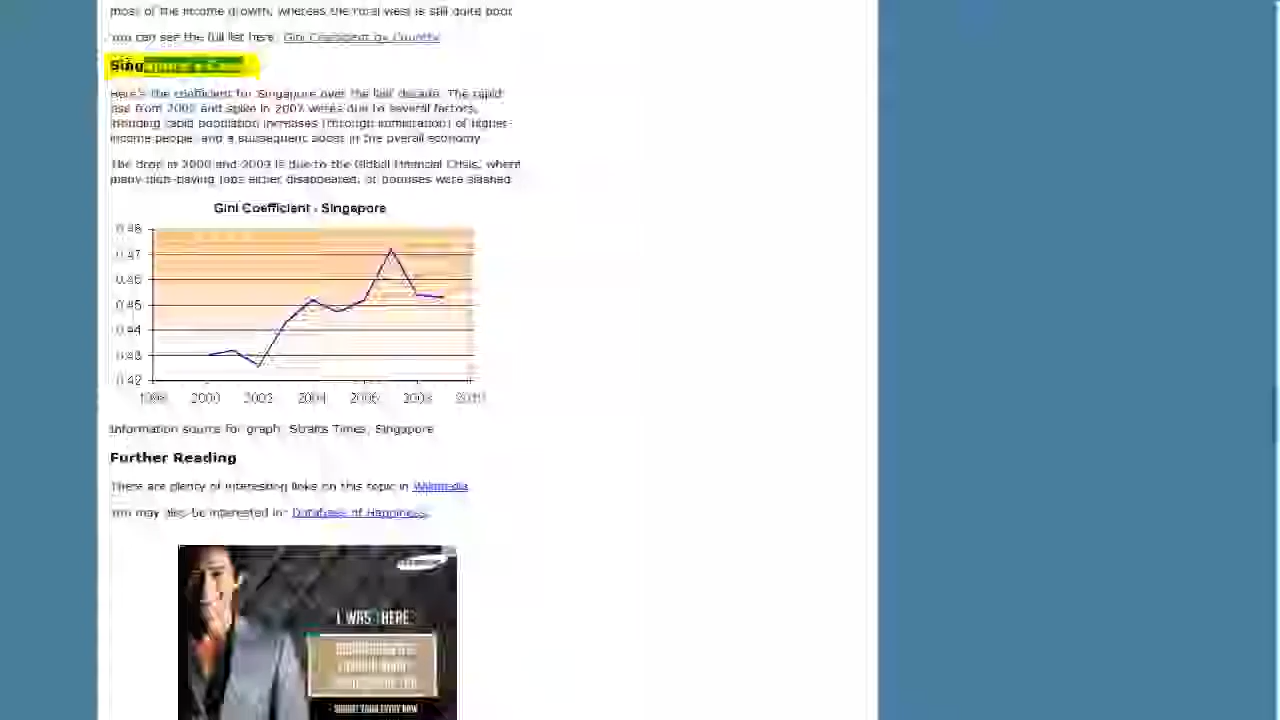 most of the income growth, whereas the rural west is still quite poor.
You can see the full list here: Gini Coefficient by Country
Here's the coefficient for Singapore over the last decade. The rapid
rise from 2002 and spike in 2007 were due to several factors,
including rapid population increases (through immigration) of higher-
income people, and a subsequent boost in the overall economy.
The drop in 2008 and 2009 is due to the Global Financial Crisis, where
many high-paying jobs either disappeared, or bonuses were slashed.
Gini Coefficient - Singapore
0.48
0.47
0.46
0.45
0.44
0.43
0.42
1998 2000 2002 2004 2006 2008 2010
Information source for graph: Straits Times, Singapore
Further Reading
There are plenty of interesting links on this topic in Wikipedia.
You may also be interested in: Database of Happiness.
I WAS HERE
SUBMIT YOUR ENTRY NOW